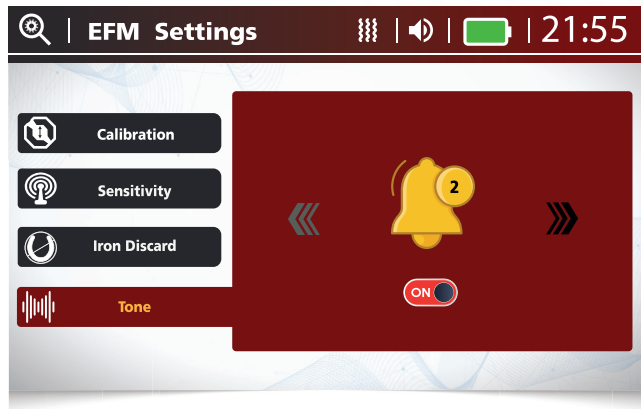 EFM Settings
21:55
Calibration
Sensitivity
Iron Discard
Tone
2
ON